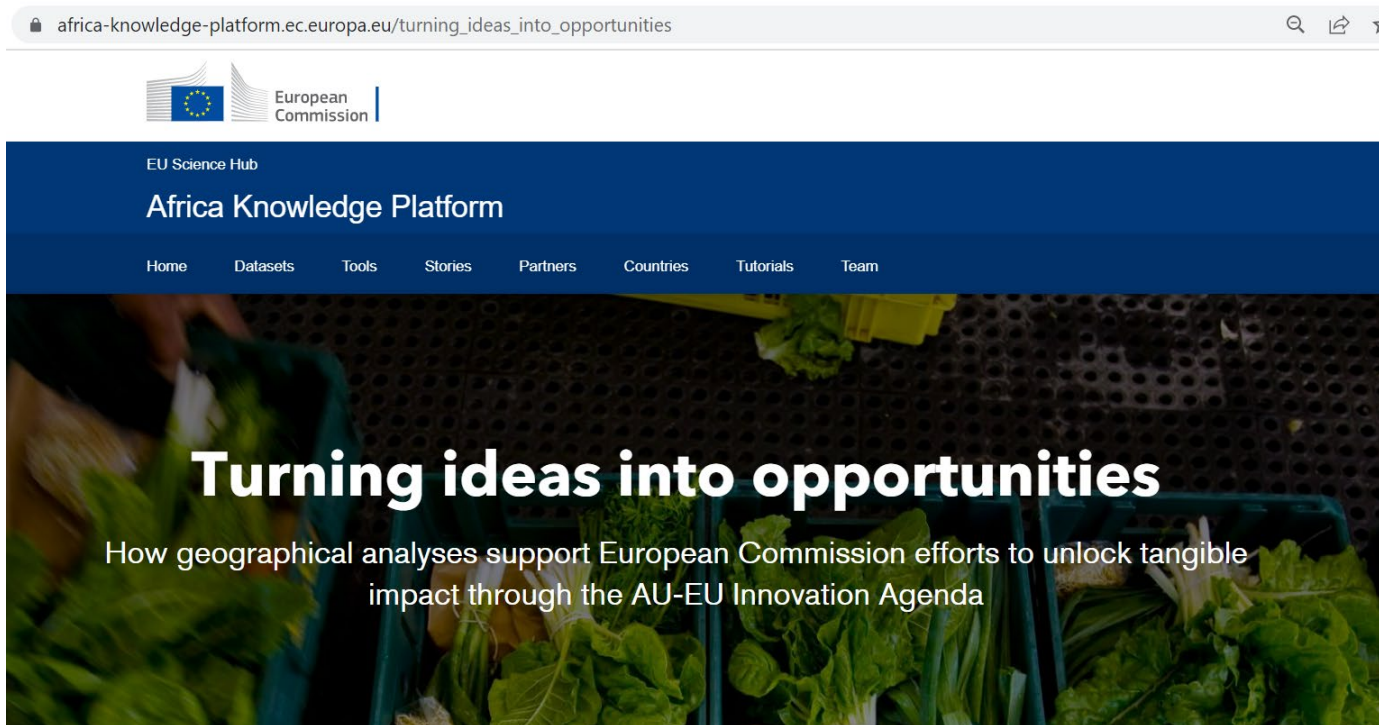 africa-knowledge-platform.ec.europa.eu/turning_ideas_into_opportunities
European
Commission
EU Science Hub
Africa Knowledge Platform
Home Datasets Tools Stories Partners Countries Tutorials Team
Turning ideas into opportunities
How geographical analyses support European Commission efforts to unlock tangible
impact through the AU-EU Innovation Agenda